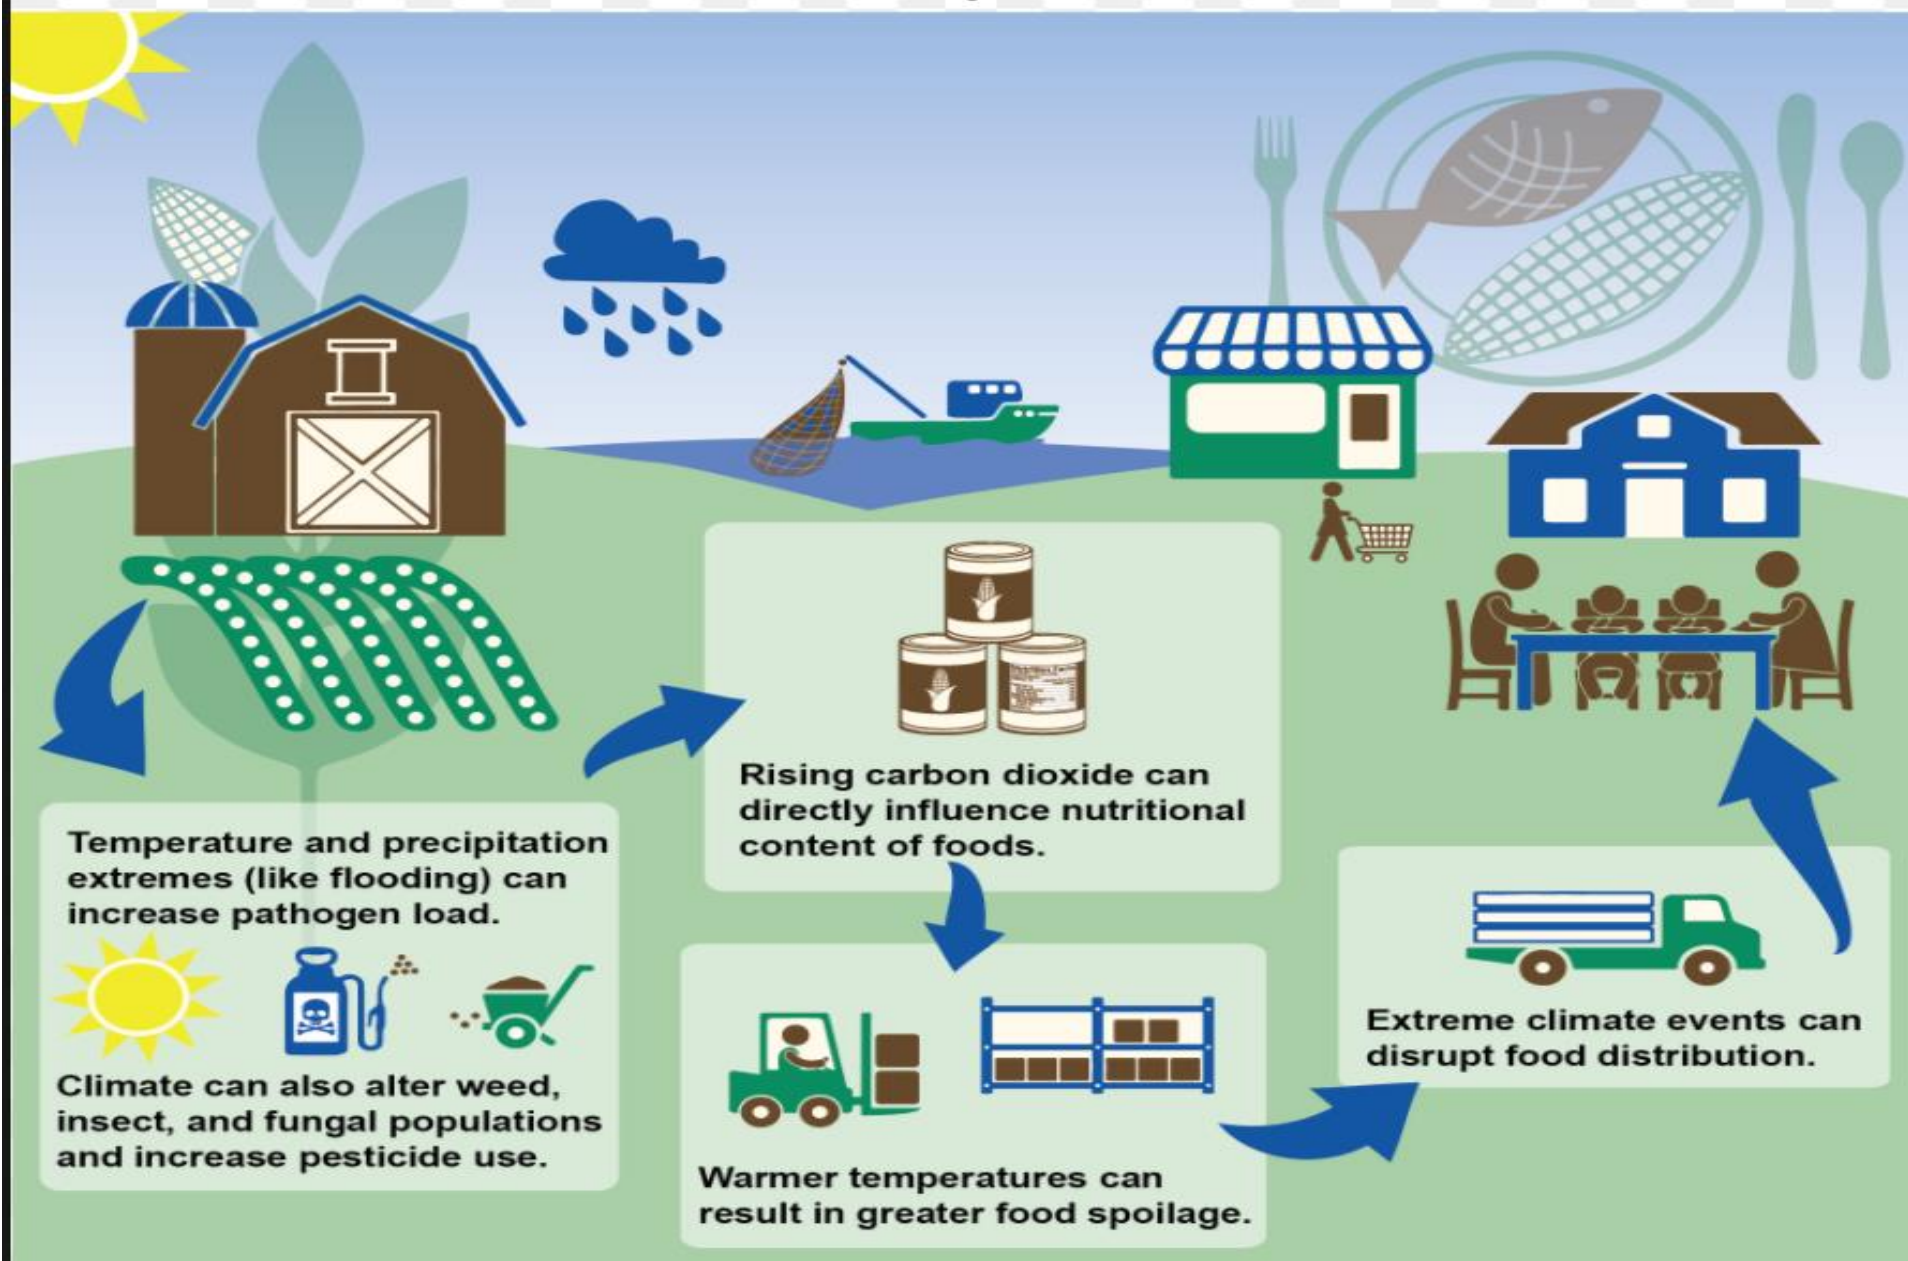 Temperature and precipitation
extremes (like flooding) can
increase pathogen load.
Climate can also alter weed,
insect, and fungal populations
and increase pesticide use.
Rising carbon dioxide can
directly influence nutritional
content of foods.
Warmer temperatures can
result in greater food spoilage.
Extreme climate events can
disrupt food distribution.